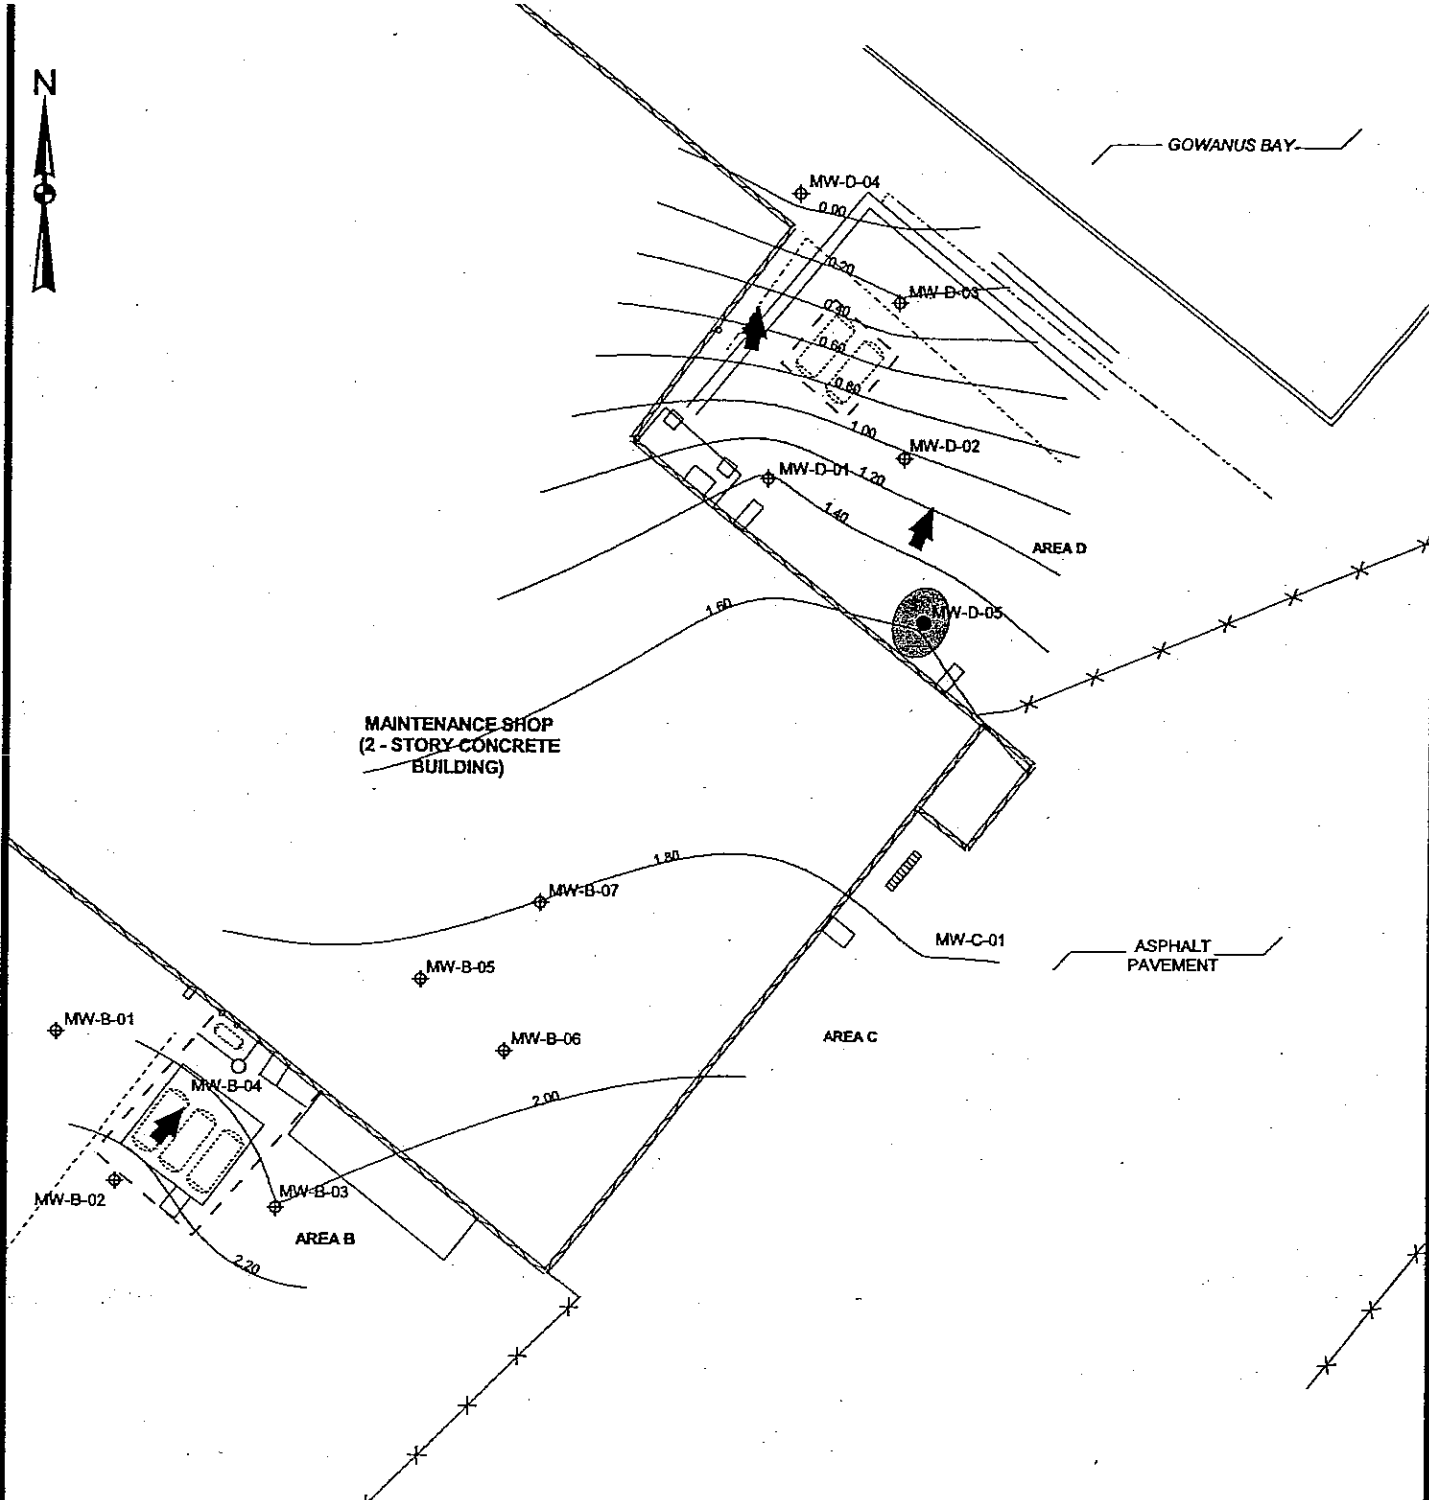 N
GOWANUS BAY
MW-D-04
0.00
0.20
MW-D-03
0.40
0.60
0.80
1.00
MW-D-02
MW-D-01
1.20
1.40
AREA D
1.60
MW-D-05
MAINTENANCE SHOP
(2 - STORY CONCRETE
BUILDING)
1.80
MW-B-07
MW-C-01
ASPHALT
PAVEMENT
MW-B-05
MW-B-01
MW-B-06
AREA C
MW-B-04
2.00
MW-B-02
MW-B-03
AREA B
2.20